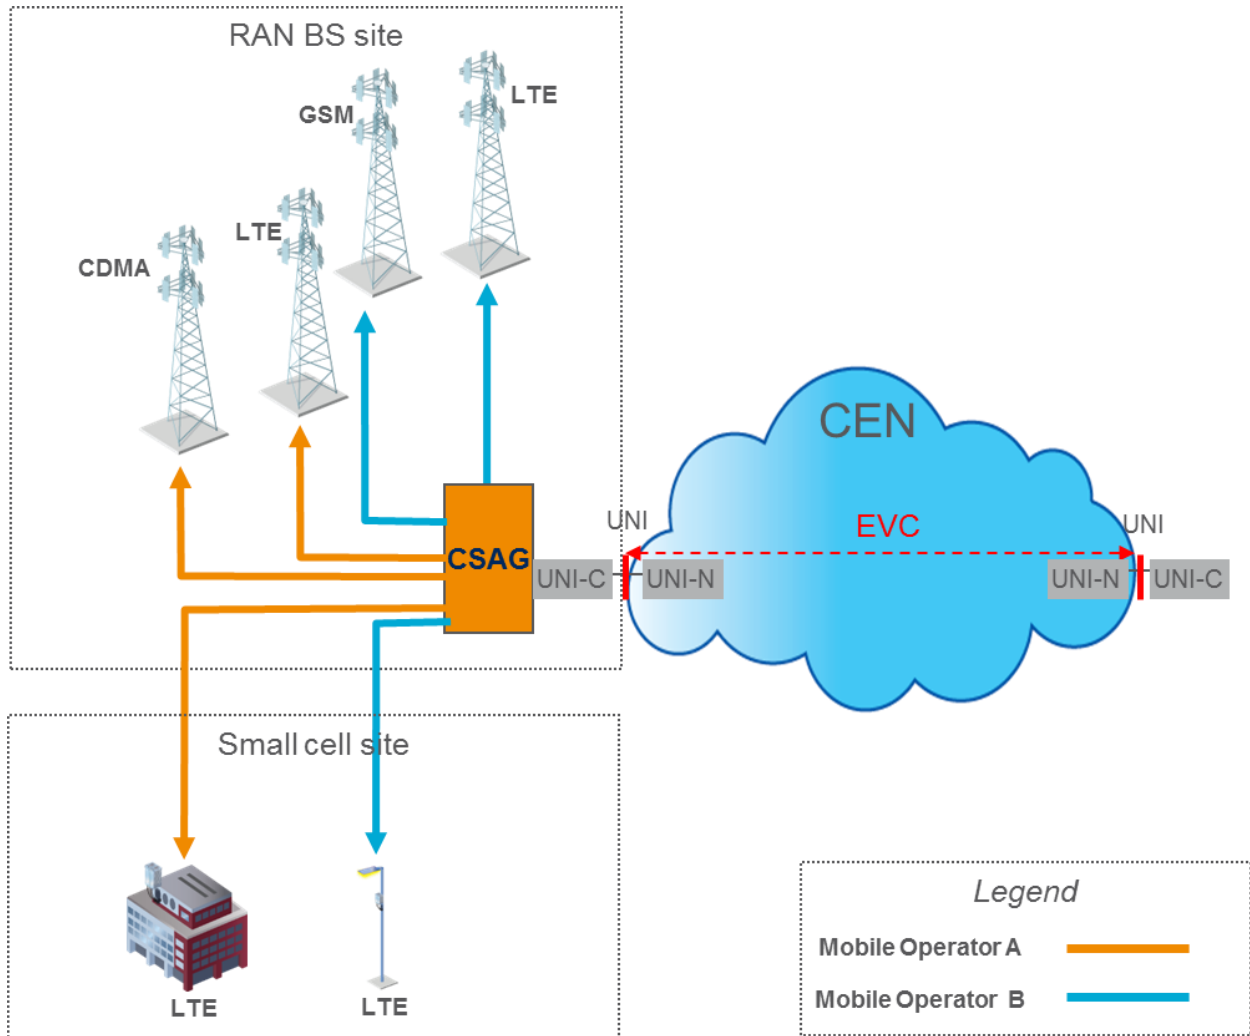 RAN BS site
LTE
GSM
LTE
CDMA
CEN
UNI
EVC
UNI
CSAG
UNI-C
UNI-N
UNI-N
UNI-C
Small cell site
LTE
LTE
Legend
Mobile Operator A
Mobile Operator B